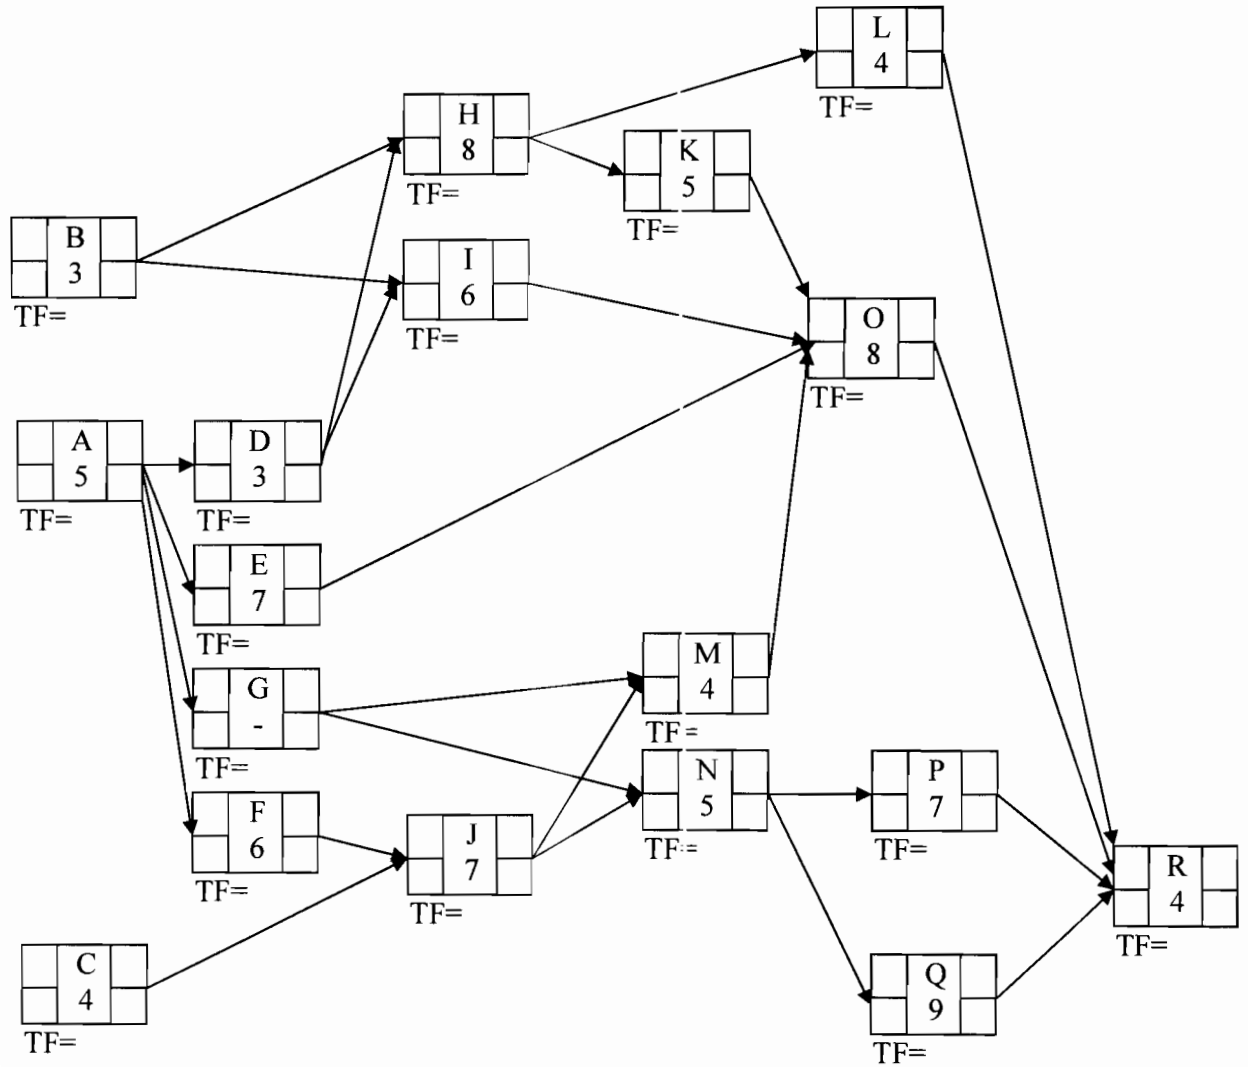 L
4
TF=
H
8
TF=
K
5
TF=
B
3
TF=
I
6
TF=
O
8
TF=
A
5
TF=
D
3
TF=
E
7
TF=
G
-
TF=
M
4
TF=
N
5
TF=
P
7
TF=
F
6
TF=
J
7
TF=
R
4
TF=
C
4
TF=
Q
9
TF=